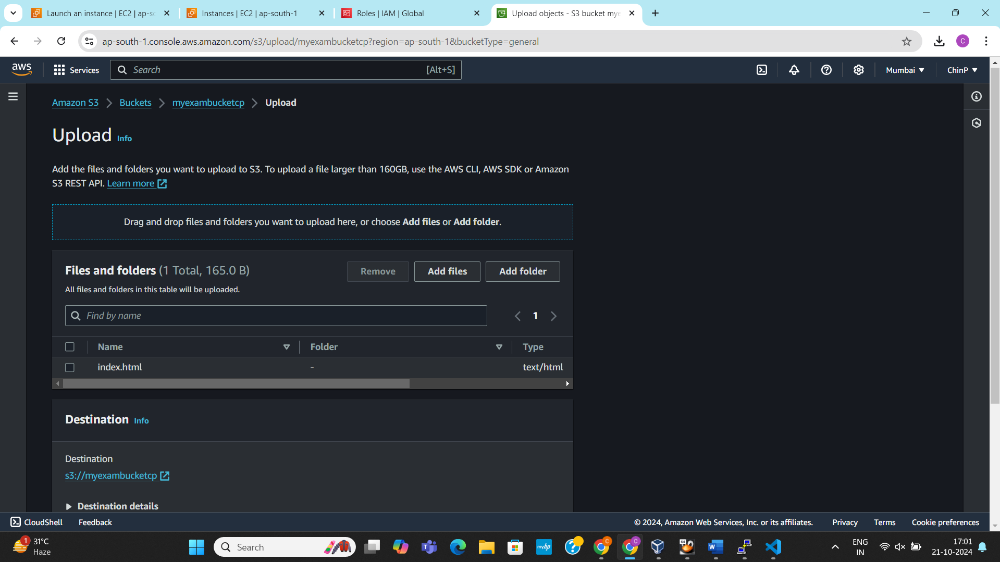 Launch an instance | EC2 | ap-so
Instances | EC2 | ap-south-1
Roles | IAM | Global
Upload objects - S3 bucket mye
ap-south-1.console.aws.amazon.com/s3/upload/myexambucketcp?region=ap-south-1&bucketType=general
C
aws
Services
Search
[Alt+S]
Mumbai
ChinP
Amazon S3
Buckets
myexambucketcp
Upload
Upload Info
Add the files and folders you want to upload to S3. To upload a file larger than 160GB, use the AWS CLI, AWS SDK or Amazon
S3 REST API. Learn more
Drag and drop files and folders you want to upload here, or choose Add files or Add folder.
Files and folders (1 Total, 165.0 B)
Remove
Add files
Add folder
All files and folders in this table will be uploaded.
Find by name
1
Name
Folder
Type
index.html
-
text/html
Destination Info
Destination
s3://myexambucketcp
Destination details
CloudShell
Feedback
© 2024, Amazon Web Services, Inc. or its affiliates.
Privacy
Terms
Cookie preferences
1
31°C
Haze
Search
myhp
C
C
64
ENG
IN
17:01
21-10-2024